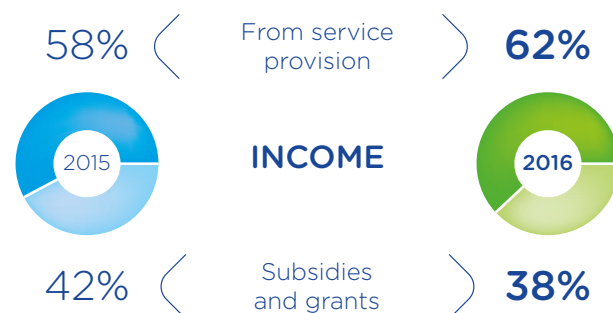 58%
From service
provision
62%
2015
INCOME
2016
42%
Subsidies
and grants
38%